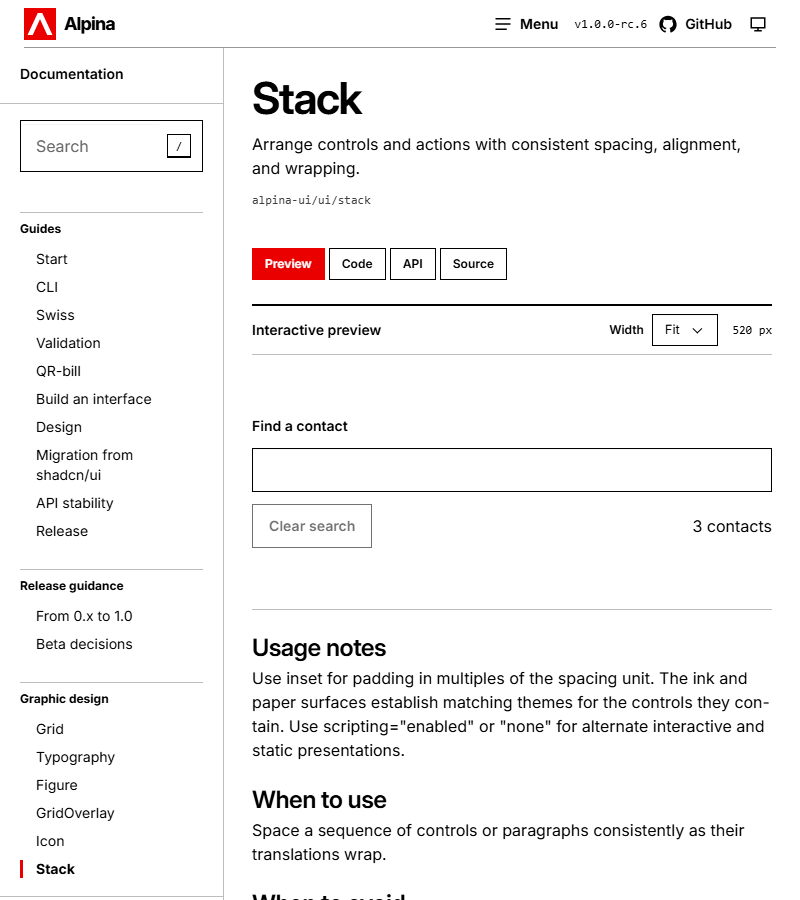 Alpina
Menu v1.0.0-rc.6 GitHub
Documentation
Search /
Guides
Start
CLI
Swiss
Validation
QR-bill
Build an interface
Design
Migration from
shadcn/ui
API stability
Release
Release guidance
From 0.x to 1.0
Beta decisions
Graphic design
Grid
Typography
Figure
GridOverlay
Icon
Stack
Stack
Arrange controls and actions with consistent spacing, alignment,
and wrapping.
alpina-ui/ui/stack
Preview Code API Source
Interactive preview Width Fit 520 px
Find a contact
Clear search 3 contacts
Usage notes
Use inset for padding in multiples of the spacing unit. The ink and
paper surfaces establish matching themes for the controls they con-
tain. Use scripting="enabled" or "none" for alternate interactive and
static presentations.
When to use
Space a sequence of controls or paragraphs consistently as their
translations wrap.
When to avoid